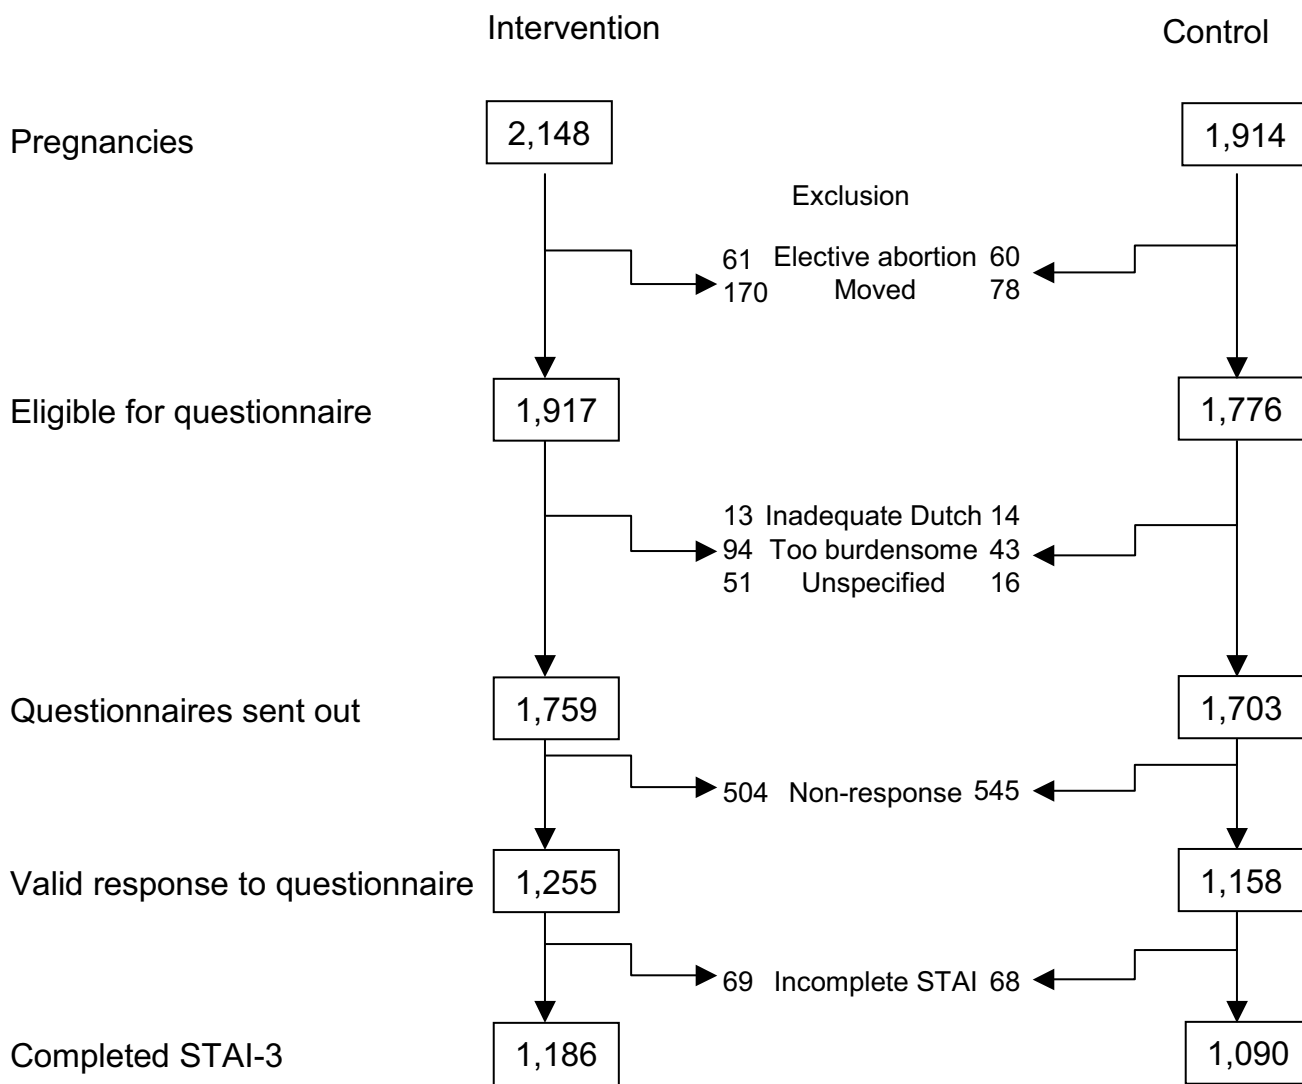 Intervention Control
Pregnancies 2,148 1,914
Exclusion
61 Elective abortion 60
170 Moved 78
Eligible for questionnaire 1,917 1,776
13 Inadequate Dutch 14
94 Too burdensome 43
51 Unspecified 16
Questionnaires sent out 1,759 1,703
504 Non-response 545
Valid response to questionnaire 1,255 1,158
69 Incomplete STAI 68
Completed STAI-3 1,186 1,090